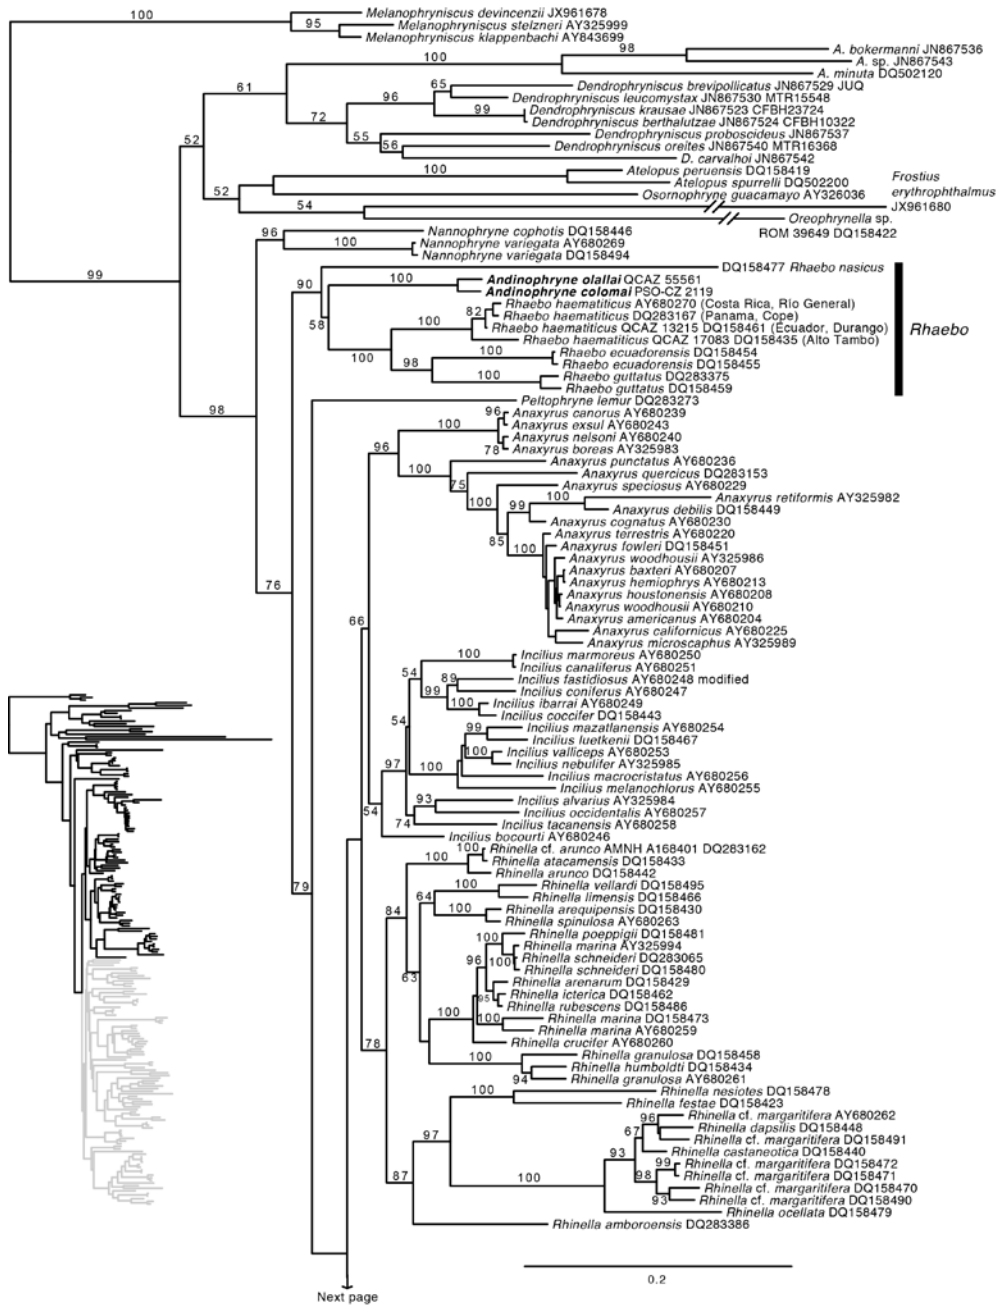 100
Melanophryniscus devincenzii JX961678
95
Melanophryniscus stelzneri AY325999
Melanophryniscus klappenbachi AY843699
98
A. bokermanni JN867536
100
A. sp. JN867543
A. minuta DQ502120
61
65
Dendrophryniscus brevipollicatus JN867529 JUQ
96
Dendrophryniscus leucomystax JN867530 MTR15548
99
Dendrophryniscus krausae JN867523 CFBH23724
72
Dendrophryniscus berthalutzae JN867524 CFBH10322
55
Dendrophryniscus proboscideus JN867537
52
56
Dendrophryniscus oreites JN867540 MTR16368
D. carvalhoi JN867542
100
Atelopus peruensis DQ158419
Atelopus spurrelli DQ502200
52
Osornophryne guacamayo AY326036
Frostius
erythrophthalmus
54
JX961680
Oreophrynella sp.
ROM 39649 DQ158422
96
Nannophryne cophotis DQ158446
100
Nannophryne variegata AY680269
Nannophryne variegata DQ158494
99
DQ158477 Rhaebo nasicus
90
100
Andinophryne olallai QCAZ 55561
Andinophryne colomai PSO-CZ 2119
58
82
Rhaebo haematiticus AY680270 (Costa Rica, Río General)
100
Rhaebo haematiticus DQ283167 (Panama, Cope)
Rhaebo haematiticus QCAZ 13215 DQ158461 (Ecuador, Durango)
Rhaebo
Rhaebo haematiticus QCAZ 17083 DQ158435 (Alto Tambo)
100
100
Rhaebo ecuadorensis DQ158454
98
Rhaebo ecuadorensis DQ158455
100
Rhaebo guttatus DQ283375
Rhaebo guttatus DQ158459
98
Peltophryne lemur DQ283273
96
Anaxyrus canorus AY680239
100
Anaxyrus exsul AY680243
96
Anaxyrus nelsoni AY680240
78
Anaxyrus boreas AY325983
100
Anaxyrus punctatus AY680236
75
Anaxyrus quercicus DQ283153
100
Anaxyrus speciosus AY680229
99
100
Anaxyrus retiformis AY325982
Anaxyrus debilis DQ158449
85
Anaxyrus cognatus AY680230
Anaxyrus terrestris AY680220
100
Anaxyrus fowleri DQ158451
Anaxyrus woodhousii AY325986
Anaxyrus baxteri AY680207
76
Anaxyrus hemiophrys AY680213
Anaxyrus houstonensis AY680208
Anaxyrus woodhousii AY680210
66
Anaxyrus americanus AY680204
Anaxyrus californicus AY680225
Anaxyrus microscaphus AY325989
100
Incilius marmoreus AY680250
54
Incilius canaliferus AY680251
89
Incilius fastidiosus AY680248 modified
99
Incilius coniferus AY680247
100
Incilius ibarrai AY680249
Incilius coccifer DQ158443
54
99
Incilius mazatlanensis AY680254
Incilius luetkenii DQ158467
100
Incilius valliceps AY680253
97
100
Incilius nebulifer AY325985
Incilius macrocristatus AY680256
Incilius melanochlorus AY680255
93
Incilius alvarius AY325984
54
Incilius occidentalis AY680257
74
Incilius tacanensis AY680258
Incilius bocourti AY680246
100
Rhinella cf. arunco AMNH A168401 DQ283162
100
Rhinella atacamensis DQ158433
Rhinella arunco DQ158442
79
100
Rhinella vellardi DQ158495
64
Rhinella limensis DQ158466
84
100
Rhinella arequipensis DQ158430
Rhinella spinulosa AY680263
100
Rhinella poeppigii DQ158481
Rhinella marina AY325994
96
100
Rhinella schneideri DQ283065
63
Rhinella schneideri DQ158480
Rhinella arenarum DQ158429
95
Rhinella icterica DQ158462
Rhinella rubescens DQ158486
100
100
Rhinella marina DQ158473
Rhinella marina AY680259
78
Rhinella crucifer AY680260
100
Rhinella granulosa DQ158458
Rhinella humboldti DQ158434
94
Rhinella granulosa AY680261
100
Rhinella nesiotes DQ158478
Rhinella festae DQ158423
96
Rhinella cf. margaritifera AY680262
97
67
Rhinella dapsilis DQ158448
Rhinella cf. margaritifera DQ158491
93
Rhinella castaneotica DQ158440
99
Rhinella cf. margaritifera DQ158472
87
100
98
Rhinella cf. margaritifera DQ158471
Rhinella cf. margaritifera DQ158470
93
Rhinella cf. margaritifera DQ158490
Rhinella ocellata DQ158479
Rhinella amboroensis DQ283386
0.2
Next page